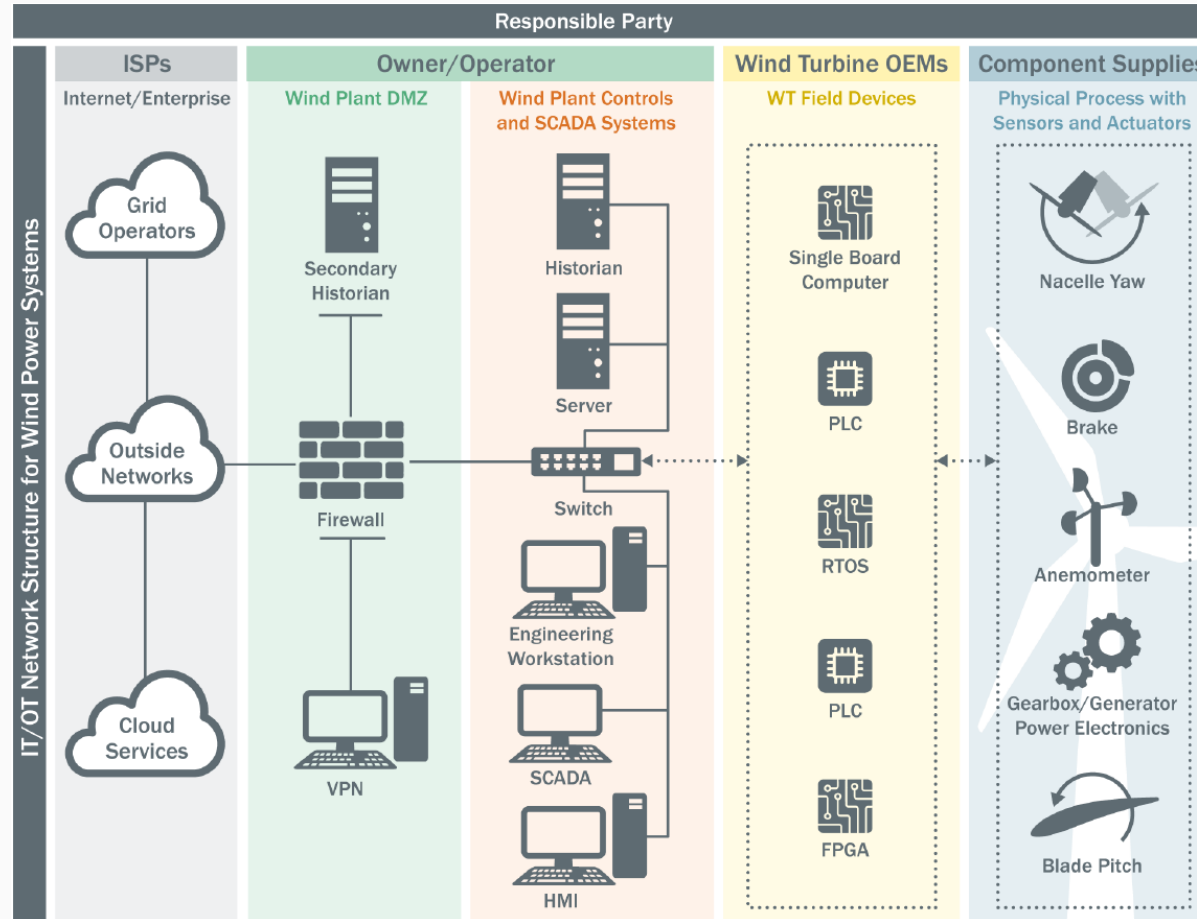 Responsible Party
IT/OT Network Structure for Wind Power Systems
ISPs
Internet/Enterprise
Grid
Operators
Outside
Networks
Cloud
Services
Owner/Operator
Wind Plant DMZ
Secondary
Historian
Firewall
VPN
Wind Plant Controls
and SCADA Systems
Historian
Server
Switch
Engineering
Workstation
SCADA
HMI
Wind Turbine OEMs
WT Field Devices
Single Board
Computer
PLC
RTOS
PLC
FPGA
Component Supplies
Physical Process with
Sensors and Actuators
Nacelle Yaw
Brake
Anemometer
Gearbox/Generator
Power Electronics
Blade Pitch